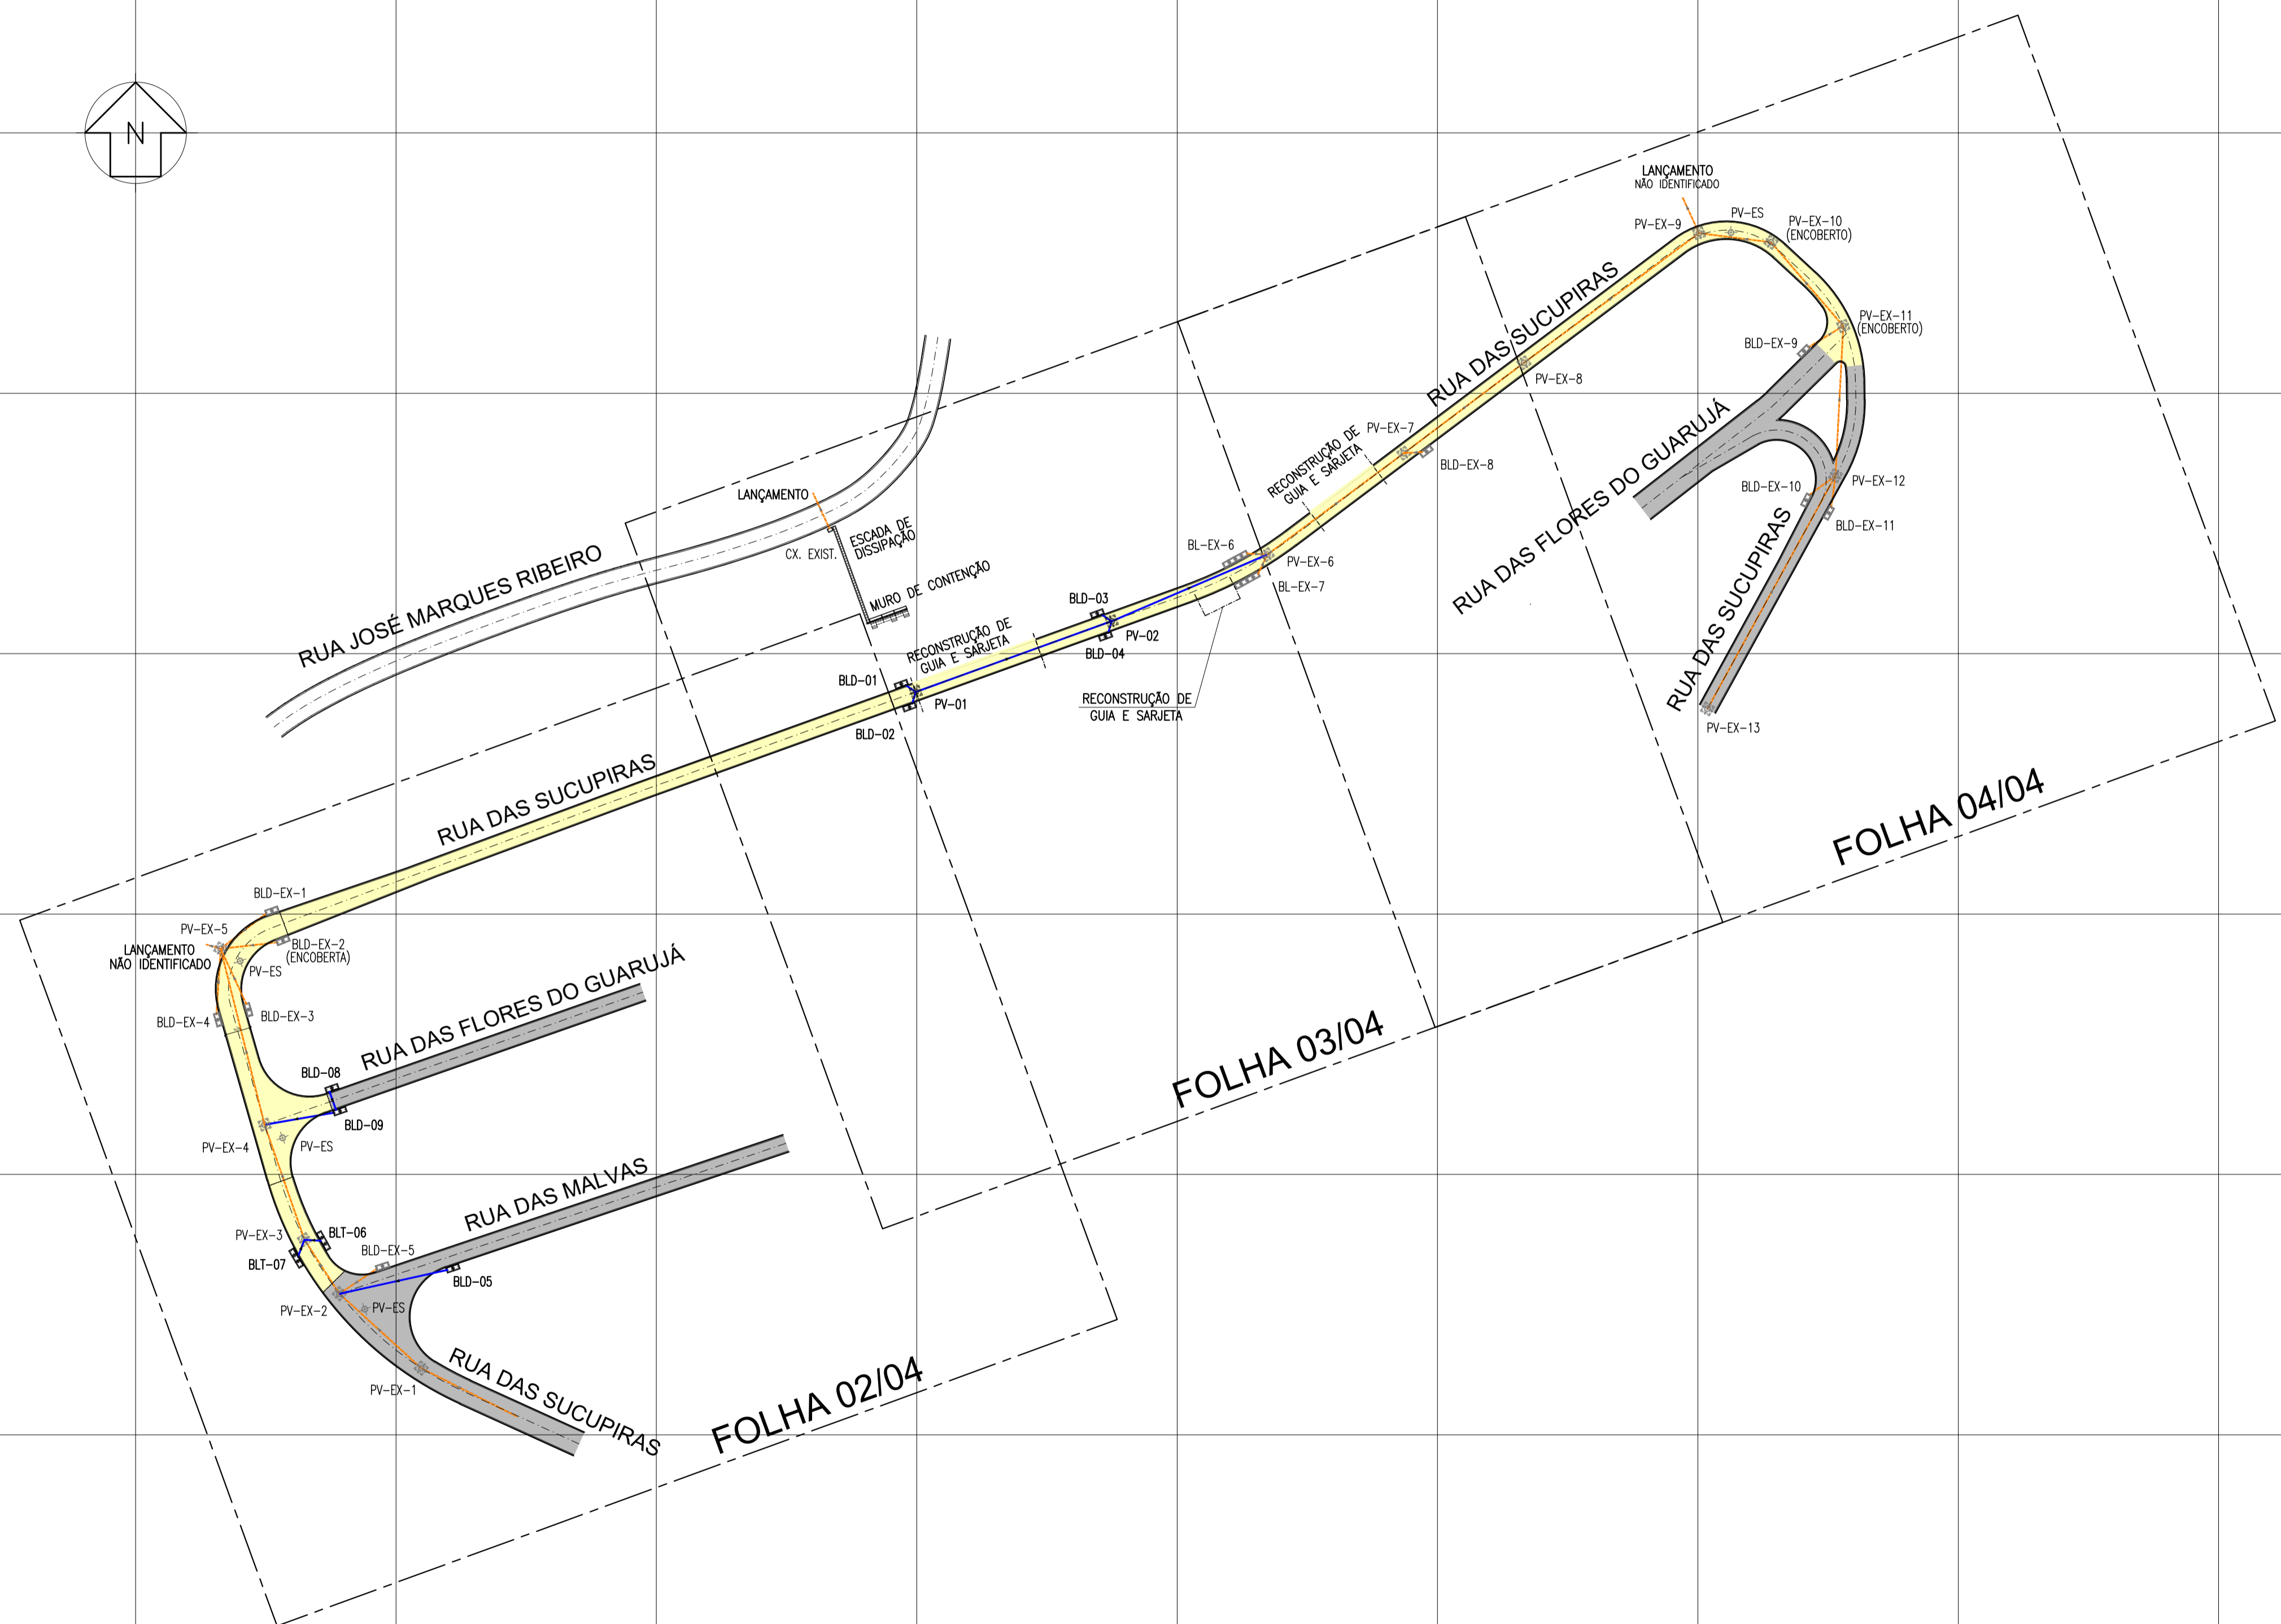 N
LANÇAMENTO
NÃO IDENTIFICADO
PV-EX-9
PV-ES
PV-EX-10
(ENCOBERTO)
RUA DAS SUCUPIRAS
PV-EX-11
(ENCOBERTO)
BLD-EX-9
PV-EX-8
RUA DAS FLORES DO GUARUJÁ
PV-EX-7
BLD-EX-8
RECONSTRUÇÃO DE
GUIA E SARJETA
BLD-EX-10
PV-EX-12
BLD-EX-11
RUA DAS SUCUPIRAS
PV-EX-13
LANÇAMENTO
ESCADA DE
DISSIPAÇÃO
CX. EXIST.
MURO DE CONTENÇÃO
RUA JOSÉ MARQUES RIBEIRO
BL-EX-6
PV-EX-6
BL-EX-7
BLD-03
PV-02
BLD-04
RECONSTRUÇÃO DE
GUIA E SARJETA
BLD-01
PV-01
BLD-02
RECONSTRUÇÃO DE
GUIA E SARJETA
RUA DAS SUCUPIRAS
FOLHA 04/04
BLD-EX-1
PV-EX-5
LANÇAMENTO
NÃO IDENTIFICADO
BLD-EX-2
(ENCOBERTA)
PV-ES
BLD-EX-4
BLD-EX-3
RUA DAS FLORES DO GUARUJÁ
FOLHA 03/04
BLD-08
BLD-09
PV-EX-4
PV-ES
RUA DAS MALVAS
PV-EX-3
BLT-06
BLT-07
BLD-EX-5
BLD-05
PV-EX-2
PV-ES
PV-EX-1
RUA DAS SUCUPIRAS
FOLHA 02/04